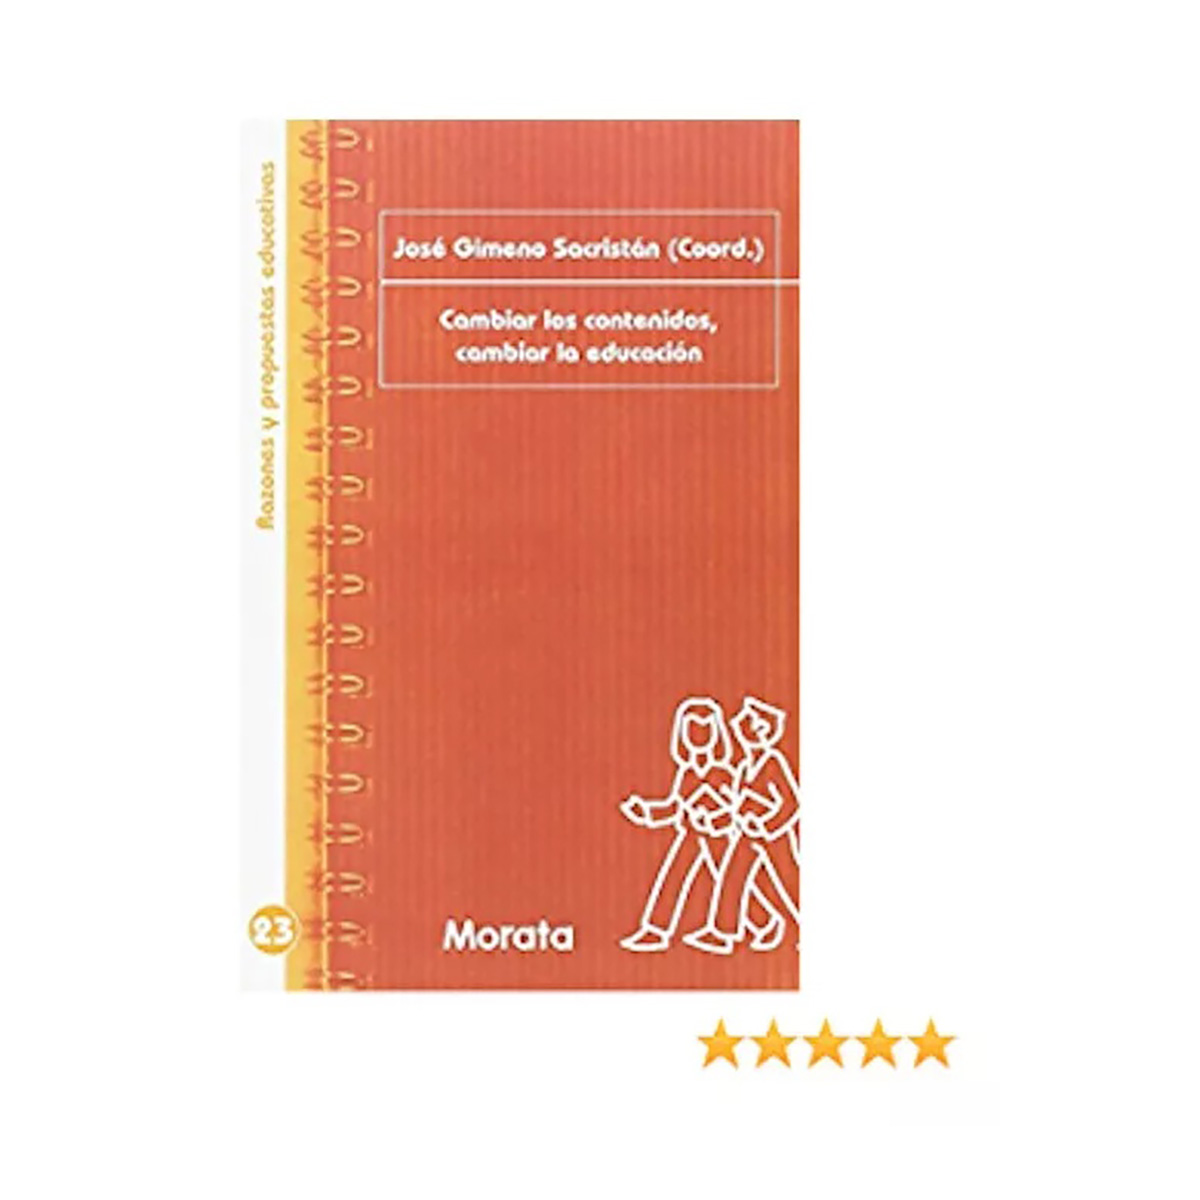 José Gimeno Sacristán (Coord.)
Cambiar los contenidos,
cambiar la educación
Razones y propuestas educativas
23
Morata